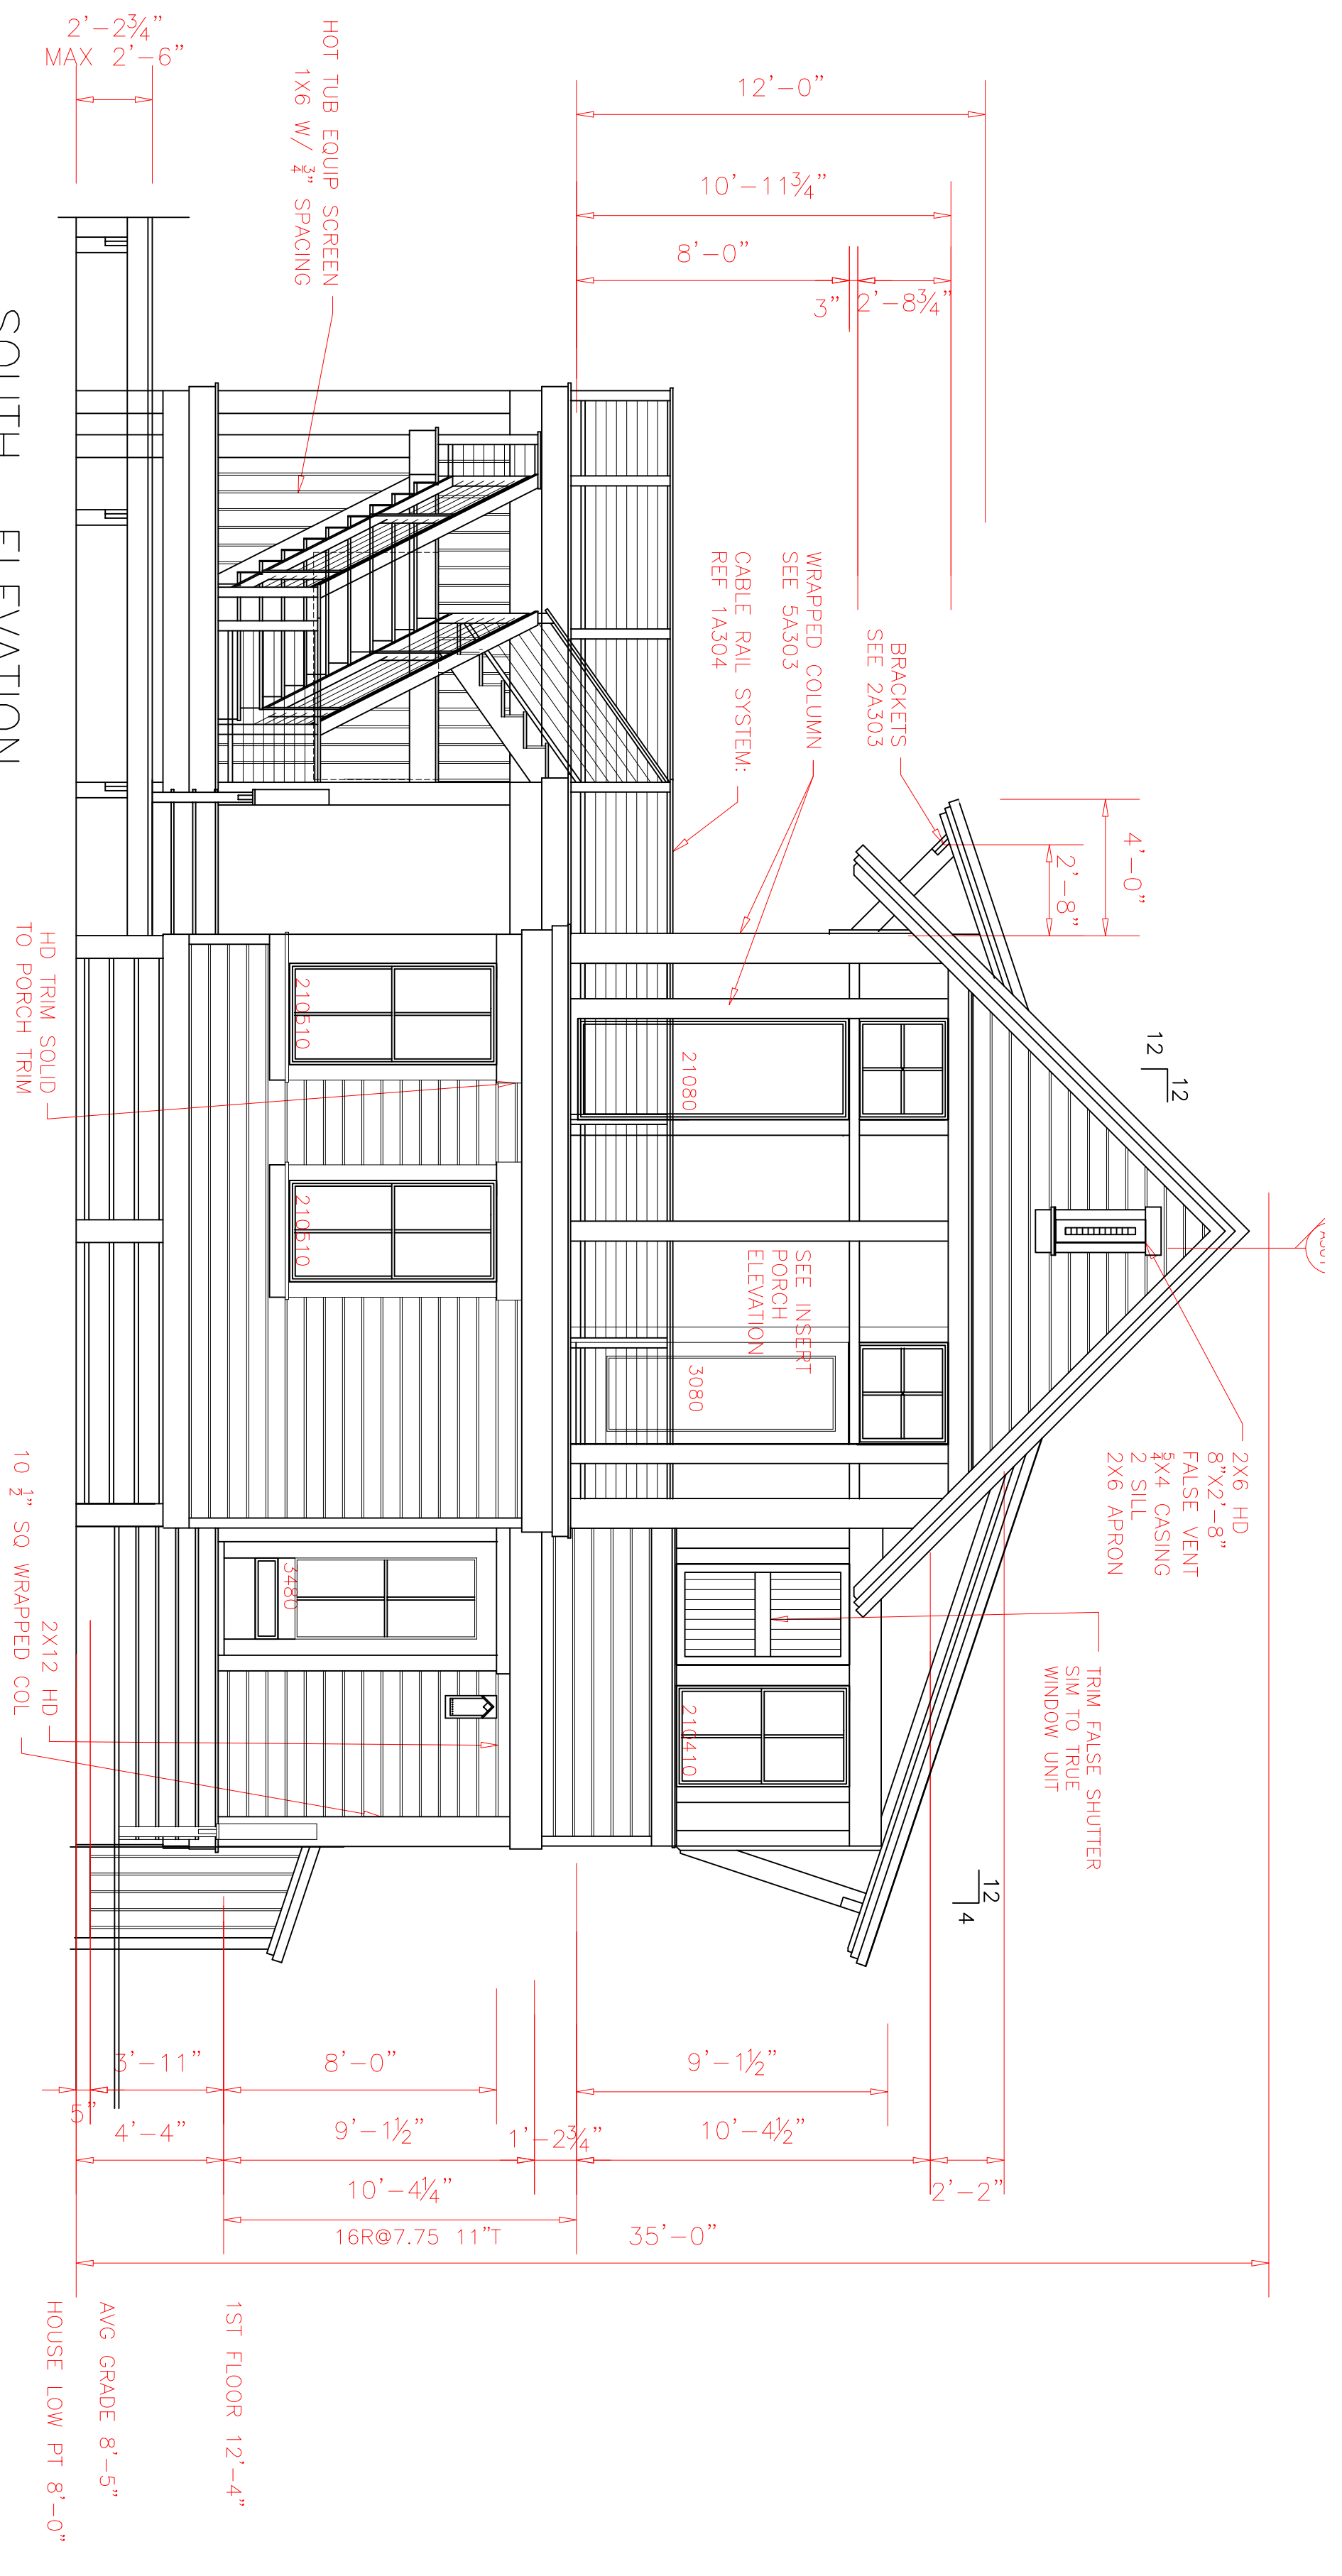 2'-2¾"
MAX 2'-6"
HOT TUB EQUIP SCREEN
1X6 W/ ¾" SPACING
12'-0"
10'-11¾"
8'-0"
3"
2'-8¾"
CABLE RAIL SYSTEM:
REF 1A304
WRAPPED COLUMN
SEE 5A303
BRACKETS
SEE 2A303
4'-0"
2'-8"
12
12
HD TRIM SOLID
TO PORCH TRIM
210510
210510
21080
SEE INSERT
PORCH
ELEVATION
3080
2X6 HD
8"X2'-8"
FALSE VENT
5/4X4 CASING
2 SILL
2X6 APRON
TRIM FALSE SHUTTER
SIM TO TRUE
WINDOW UNIT
3480
210410
2X12 HD
10 ½" SQ WRAPPED COL
12
4
3'-11"
8'-0"
9'-1½"
5"
4'-4"
9'-1½"
1'-2¾"
10'-4½"
2'-2"
10'-4¼"
16R@7.75 11"T
35'-0"
1ST FLOOR 12'-4"
AVG GRADE 8'-5"
HOUSE LOW PT 8'-0"
SOUTH ELEVATION